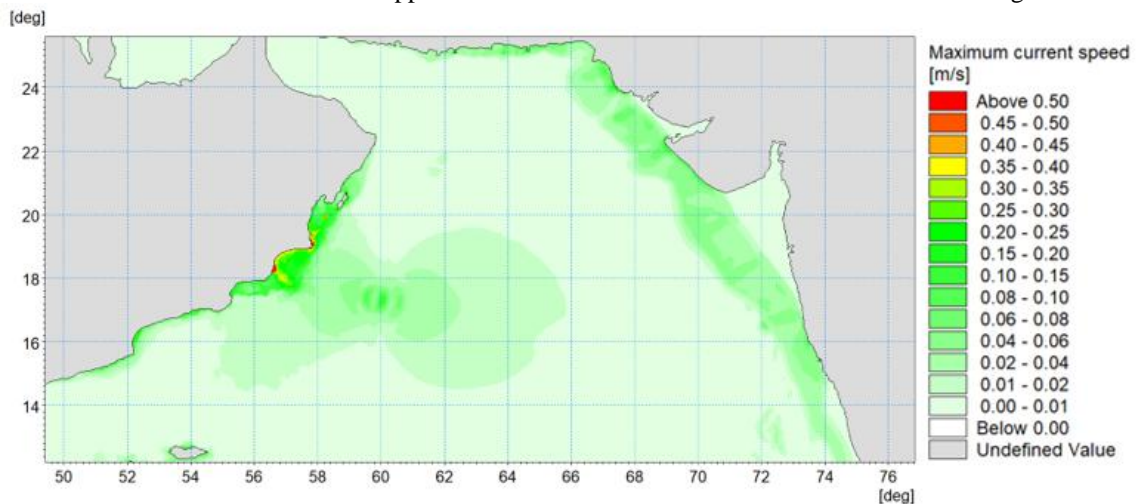 [deg]
24
22
20
18
16
14
50 52 54 56 58 60 62 64 66 68 70 72 74 76
[deg]
Maximum current speed
[m/s]
Above 0.50
0.45 - 0.50
0.40 - 0.45
0.35 - 0.40
0.30 - 0.35
0.25 - 0.30
0.20 - 0.25
0.15 - 0.20
0.10 - 0.15
0.08 - 0.10
0.06 - 0.08
0.04 - 0.06
0.02 - 0.04
0.01 - 0.02
0.00 - 0.01
Below 0.00
Undefined Value